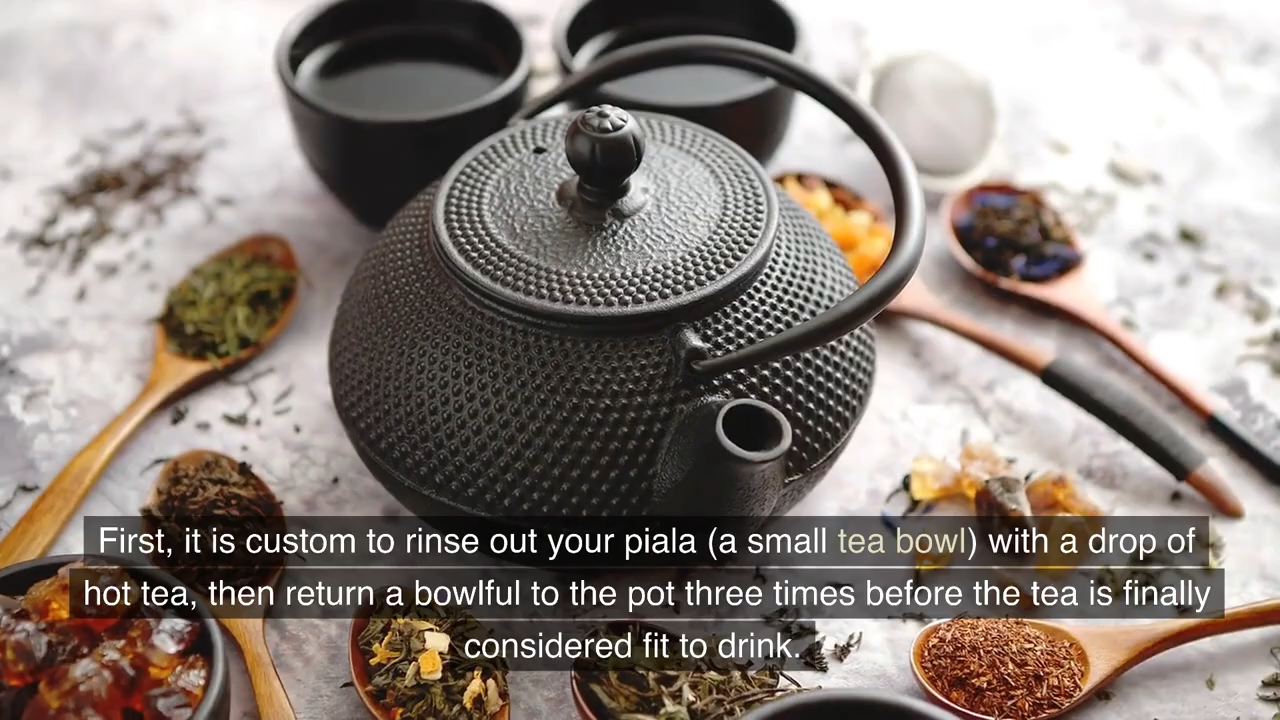 First, it is custom to rinse out your piala (a small tea bowl) with a drop of
hot tea, then return a bowlful to the pot three times before the tea is finally
considered fit to drink.